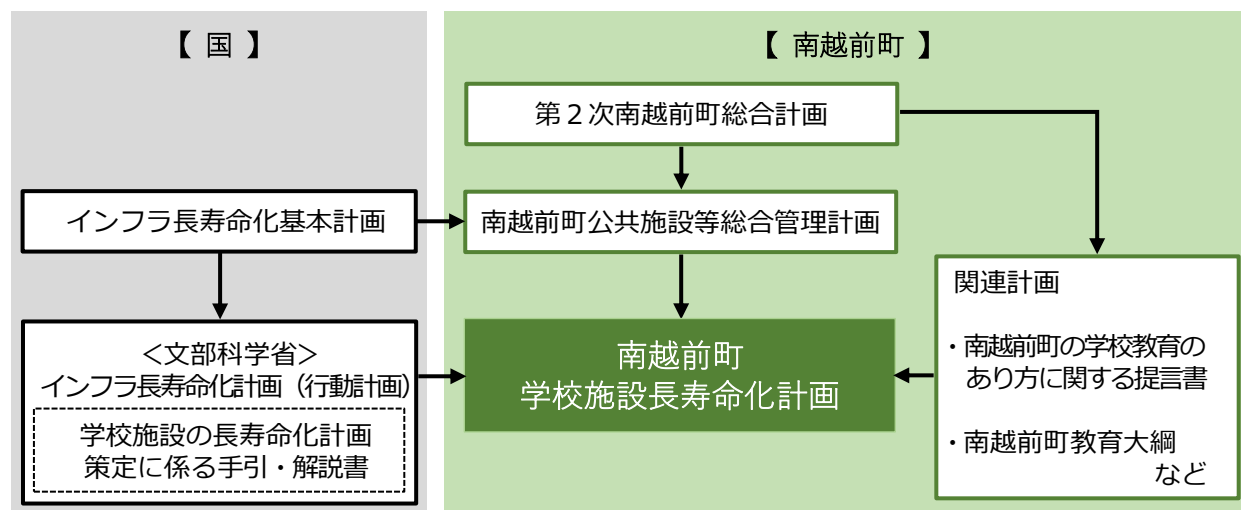 【 国 】
インフラ長寿命化基本計画
＜文部科学省＞
インフラ長寿命化計画（行動計画）
学校施設の長寿命化計画
策定に係る手引・解説書
【 南越前町 】
第２次南越前町総合計画
南越前町公共施設等総合管理計画
南越前町
学校施設長寿命化計画
関連計画
・南越前町の学校教育の
あり方に関する提言書
・南越前町教育大綱
など